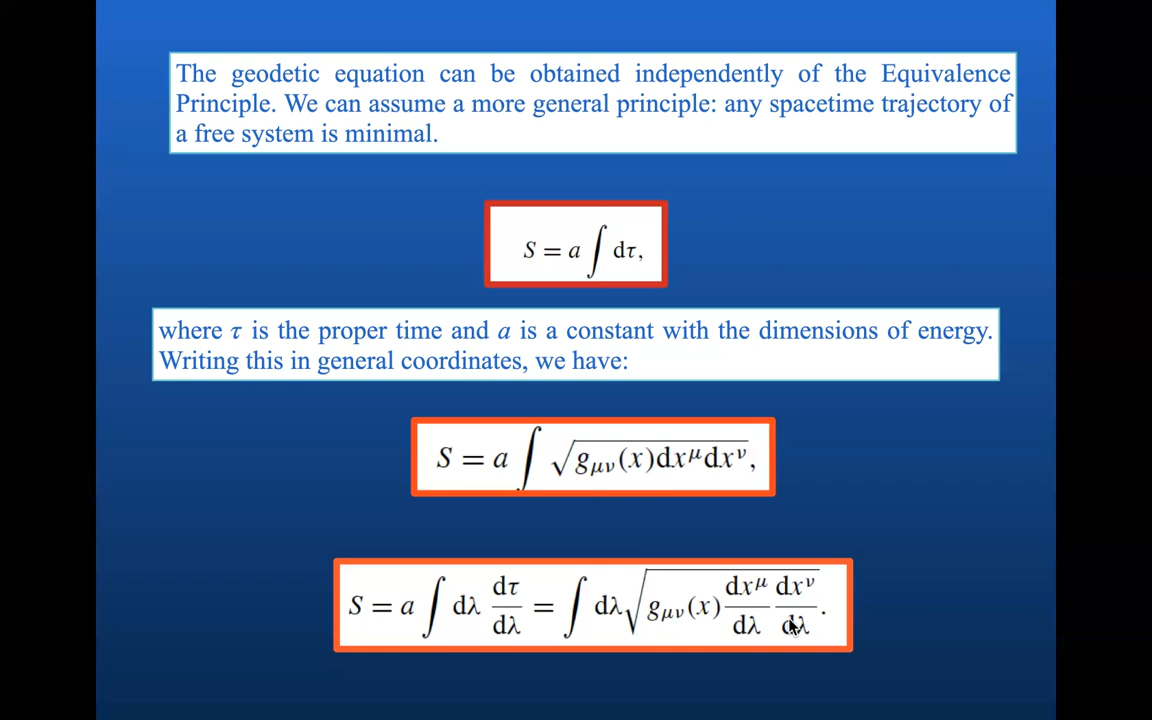 The geodetic equation can be obtained independently of the Equivalence
Principle. We can assume a more general principle: any spacetime trajectory of
a free system is minimal.
S = a ∫ dτ,
where τ is the proper time and a is a constant with the dimensions of energy.
Writing this in general coordinates, we have:
S = a ∫ √(g_μν(x)dx^μdx^ν),
S = a ∫ dλ dτ/dλ = ∫ dλ √(g_μν(x) dx^μ/dλ dx^ν/dλ).